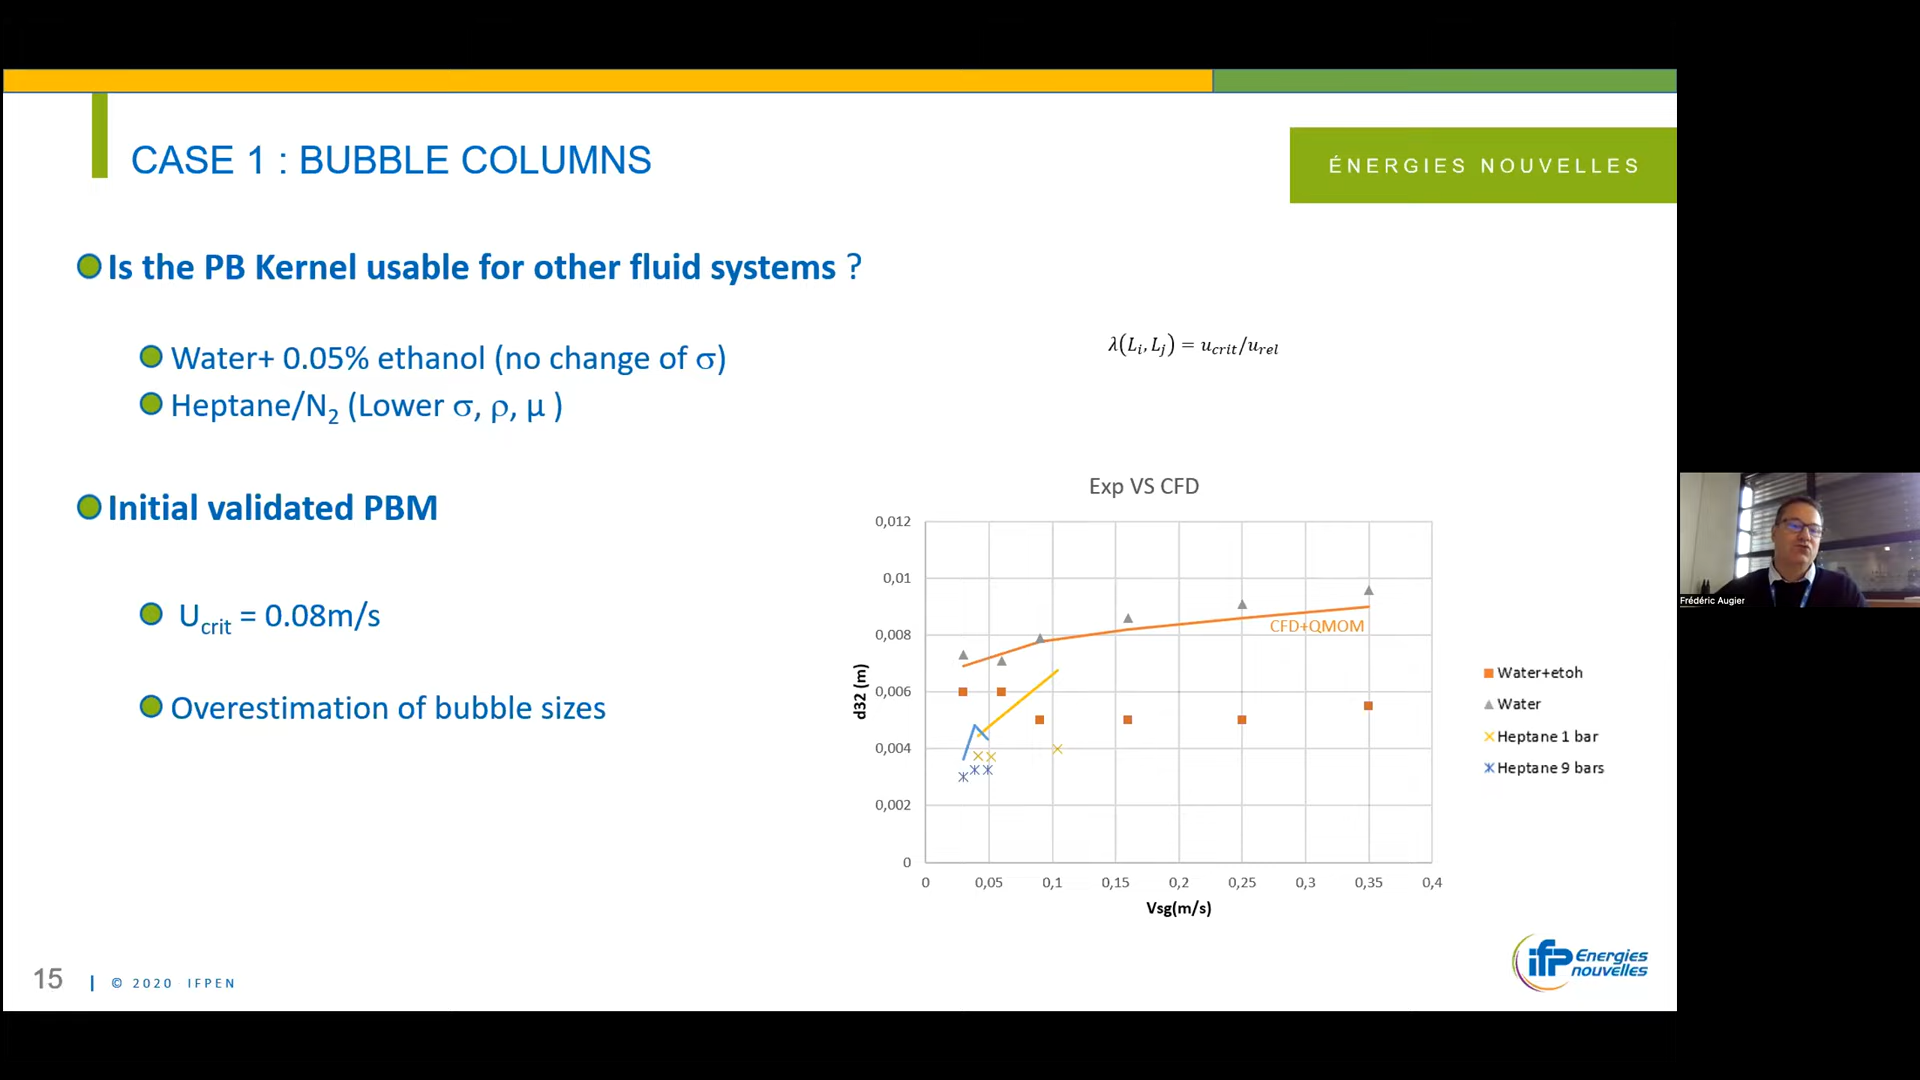 CASE 1 : BUBBLE COLUMNS
ÉNERGIES NOUVELLES
Is the PB Kernel usable for other fluid systems ?
Water+ 0.05% ethanol (no change of σ)
Heptane/N2 (Lower σ, ρ, μ )
λ(Li, Lj) = ucrit/urel
Initial validated PBM
Ucrit = 0.08m/s
Overestimation of bubble sizes
Exp VS CFD
0,012
0,01
0,008
0,006
0,004
0,002
0
d32 (m)
CFD+QMOM
0
0,05
0,1
0,15
0,2
0,25
0,3
0,35
0,4
Vsg(m/s)
Water+etoh
Water
Heptane 1 bar
Heptane 9 bars
Frédéric Augier
15 | © 2020 IFPEN
ifp Energies
nouvelles